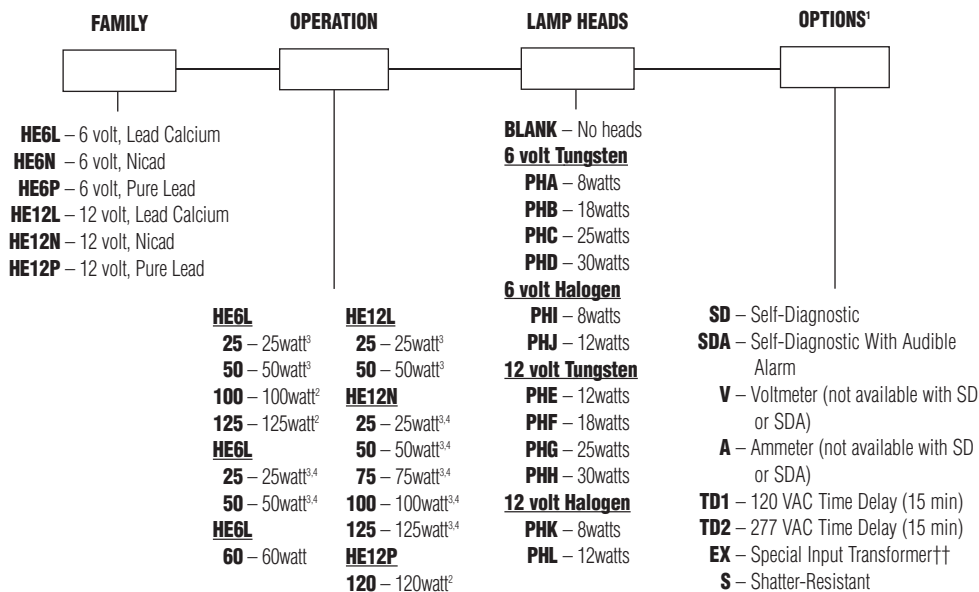 FAMILY
OPERATION
LAMP HEADS
OPTIONS¹
HE6L – 6 volt, Lead Calcium
HE6N – 6 volt, Nicad
HE6P – 6 volt, Pure Lead
HE12L – 12 volt, Lead Calcium
HE12N – 12 volt, Nicad
HE12P – 12 volt, Pure Lead
HE6L
25 – 25watt³
50 – 50watt³
100 – 100watt²
125 – 125watt²
HE6L
25 – 25watt³,⁴
50 – 50watt³,⁴
HE6L
60 – 60watt
HE12L
25 – 25watt³
50 – 50watt³
HE12N
25 – 25watt³,⁴
50 – 50watt³,⁴
75 – 75watt³,⁴
100 – 100watt³,⁴
125 – 125watt³,⁴
HE12P
120 – 120watt²
BLANK – No heads
6 volt Tungsten
PHA – 8watts
PHB – 18watts
PHC – 25watts
PHD – 30watts
6 volt Halogen
PHI – 8watts
PHJ – 12watts
12 volt Tungsten
PHE – 12watts
PHF – 18watts
PHG – 25watts
PHH – 30watts
12 volt Halogen
PHK – 8watts
PHL – 12watts
SD – Self-Diagnostic
SDA – Self-Diagnostic With Audible
Alarm
V – Voltmeter (not available with SD
or SDA)
A – Ammeter (not available with SD
or SDA)
TD1 – 120 VAC Time Delay (15 min)
TD2 – 277 VAC Time Delay (15 min)
EX – Special Input Transformer††
S – Shatter-Resistant